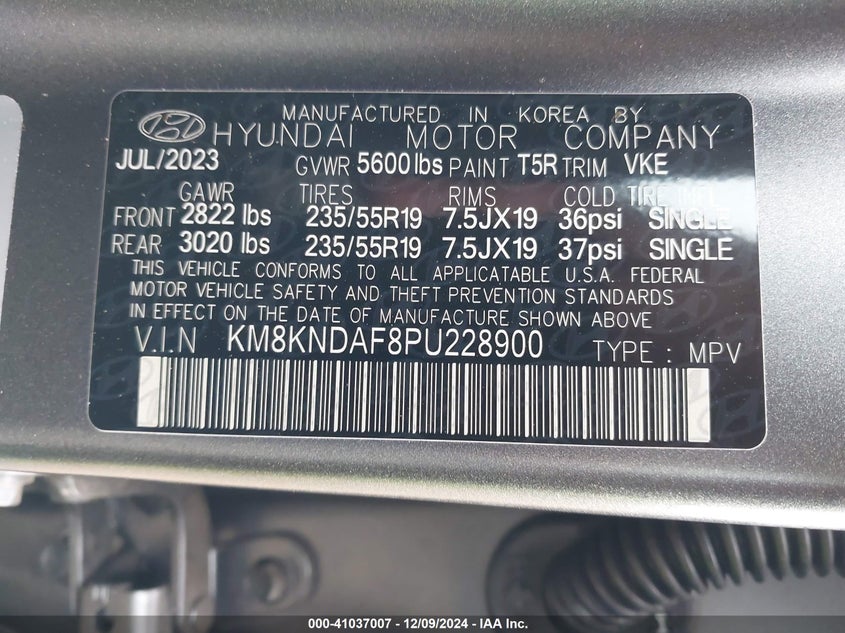 MANUFACTURED IN KOREA BY
HYUNDAI MOTOR COMPANY
JUL/2023 GVWR 5600 lbs PAINT T5R TRIM VKE
GAWR TIRES RIMS COLD TIRE INFL
FRONT 2822 lbs 235/55R19 7.5JX19 36psi SINGLE
REAR 3020 lbs 235/55R19 7.5JX19 37psi SINGLE
THIS VEHICLE CONFORMS TO ALL APPLICATABLE U.S.A. FEDERAL
MOTOR VEHICLE SAFETY AND THEFT PREVENTION STANDARDS
IN EFFECT ON THE DATE OF MANUFACTURE SHOWN ABOVE
V.I.N KM8KNDAF8PU228900 TYPE : MPV
000-41037007 - 12/09/2024 - IAA Inc.